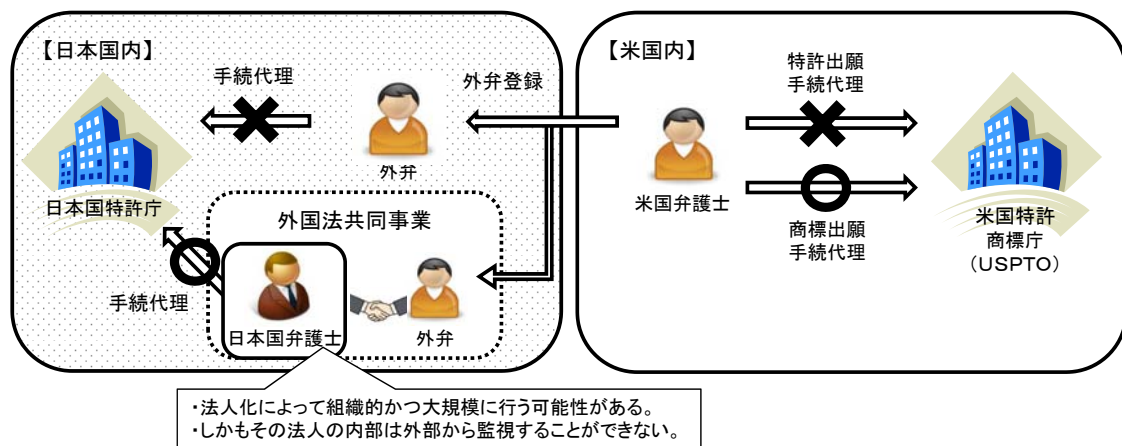 【日本国内】
手続代理
外弁登録
外弁
日本国特許庁
外国法共同事業
手続代理
日本国弁護士
外弁
・法人化によって組織的かつ大規模に行う可能性がある。
・しかもその法人の内部は外部から監視することができない。
【米国内】
特許出願
手続代理
米国弁護士
商標出願
手続代理
米国特許
商標庁
(USPTO)